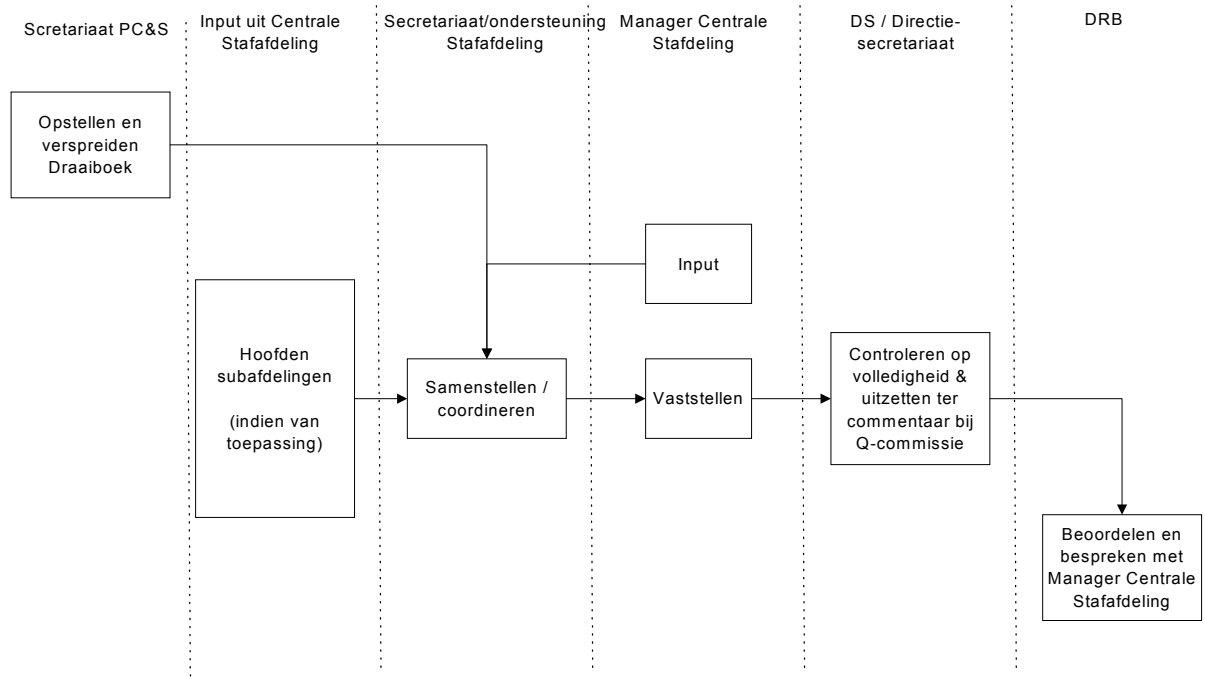 Scretariaat PC&S
Input uit Centrale
Stafafdeling
Secretariaat/ondersteuning
Stafafdeling
Manager Centrale
Stafdeling
DS / Directie-
secretariaat
DRB
Opstellen en
verspreiden
Draaiboek
Input
Hoofden
subafdelingen
(indien van
toepassing)
Samenstellen /
coordineren
Vaststellen
Controleren op
volledigheid &
uitzetten ter
commentaar bij
Q-commissie
Beoordelen en
bespreken met
Manager Centrale
Stafafdeling